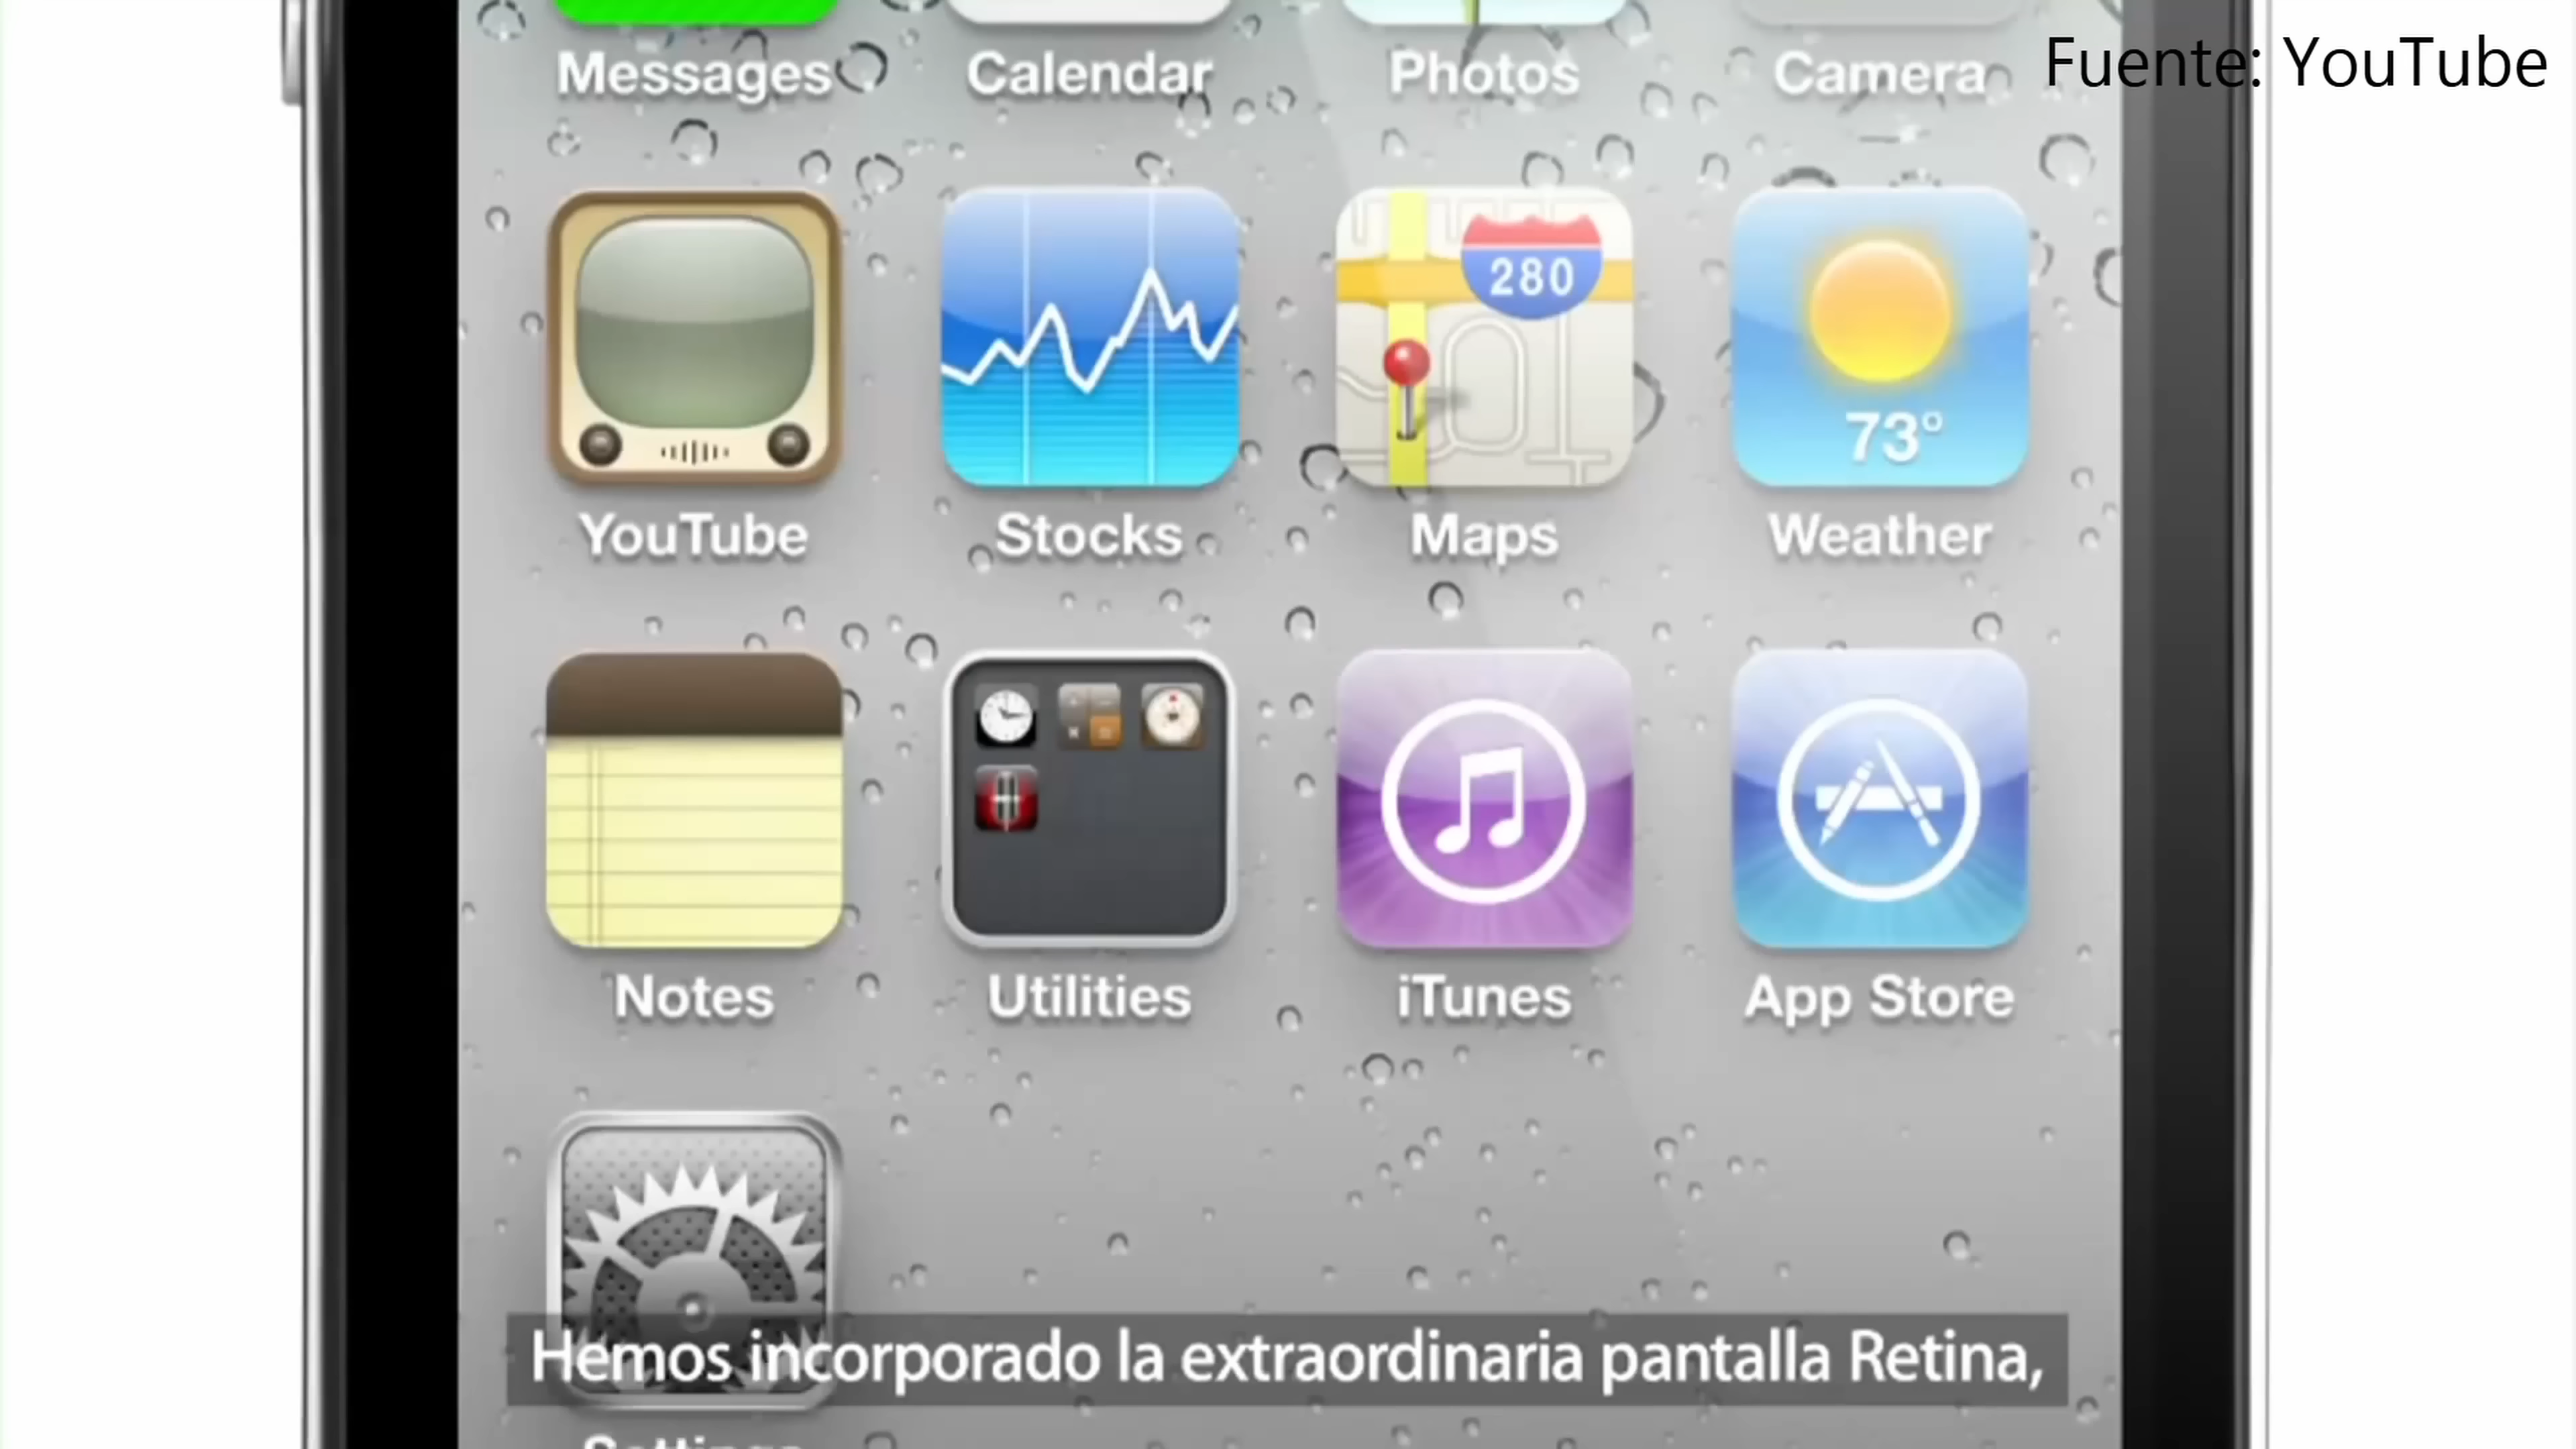 Fuente: YouTube
Messages Calendar Photos Camera
280
73°
YouTube Stocks Maps Weather
Notes Utilities iTunes App Store
Hemos incorporado la extraordinaria pantalla Retina,
Settings